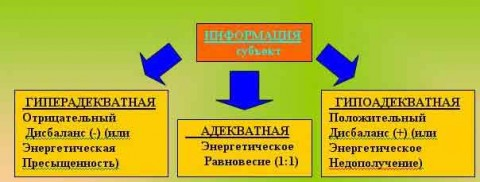 ИНФОРМАЦИЯ
субъект
ГИПЕРАДЕКВАТНАЯ
Отрицательный
Дисбаланс (-) (или
Энергетическая
Пресыщенность)
АДЕКВАТНАЯ
Энергетическое
Равновесие (1:1)
ГИПОАДЕКВАТНАЯ
Положительный
Дисбаланс (+) (или
Энергетическое
Недополучение)